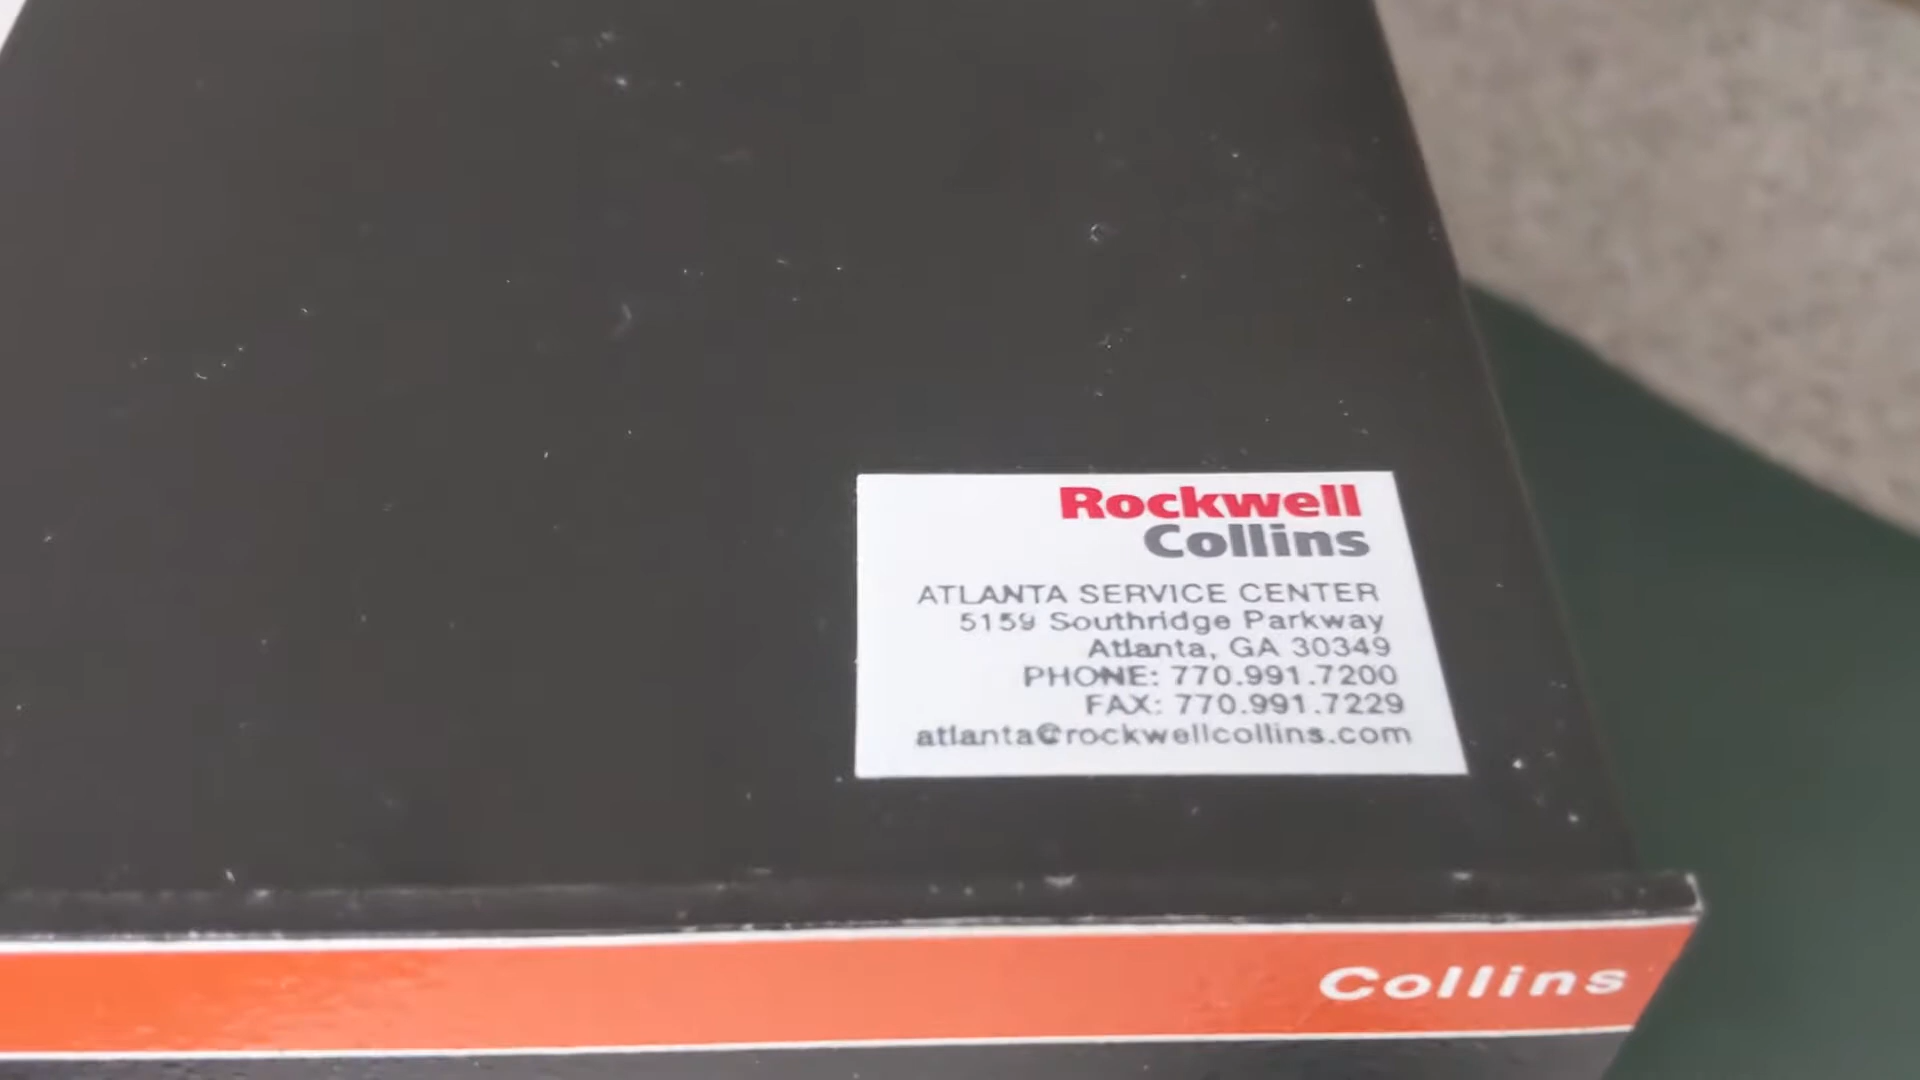 Rockwell
Collins
ATLANTA SERVICE CENTER
5159 Southridge Parkway
Atlanta, GA 30349
PHONE: 770.991.7200
FAX: 770.991.7229
atlanta@rockwellcollins.com
Collins